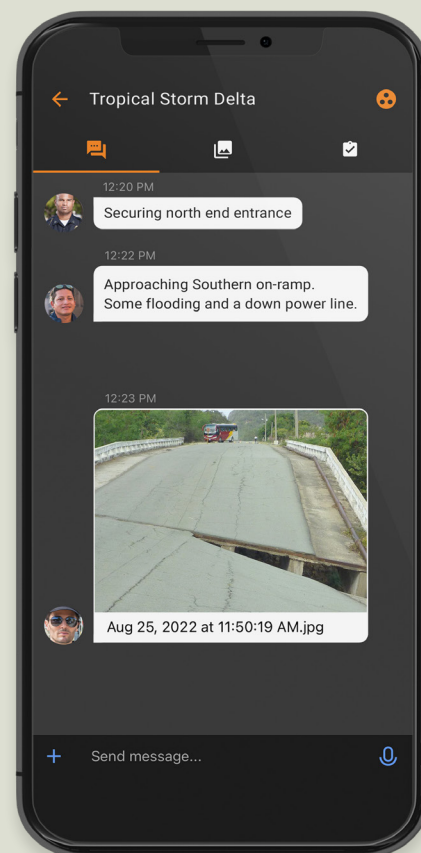 Tropical Storm Delta
12:20 PM
Securing north end entrance
12:22 PM
Approaching Southern on-ramp.
Some flooding and a down power line.
12:23 PM
Aug 25, 2022 at 11:50:19 AM.jpg
Send message...